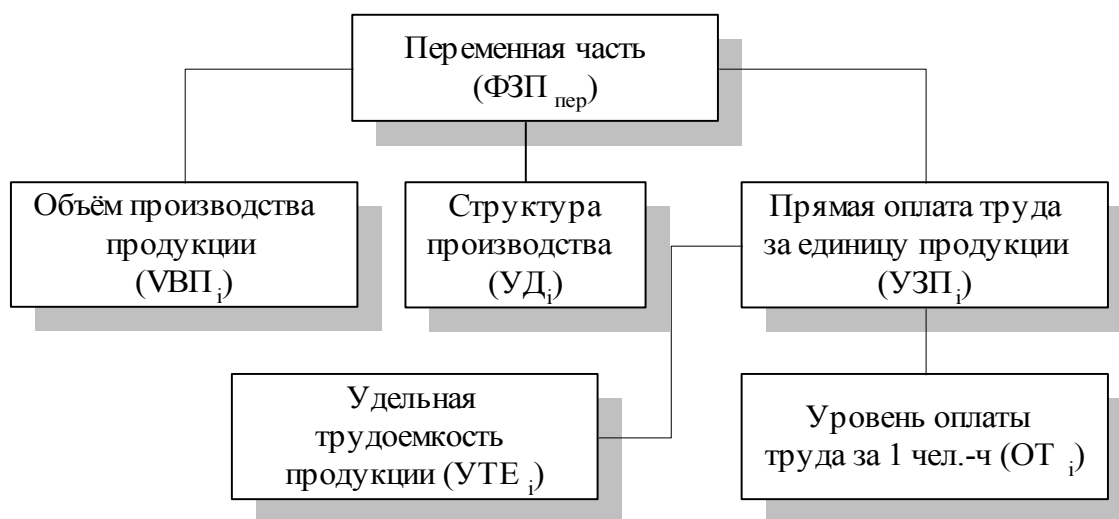 Переменная часть
(ФЗП пер)
Объём производства
продукции
(VВП i)
Структура
производства
(УД i)
Прямая оплата труда
за единицу продукции
(УЗП i)
Удельная
трудоемкость
продукции (УТЕ i)
Уровень оплаты
труда за 1 чел.-ч (ОТ i)